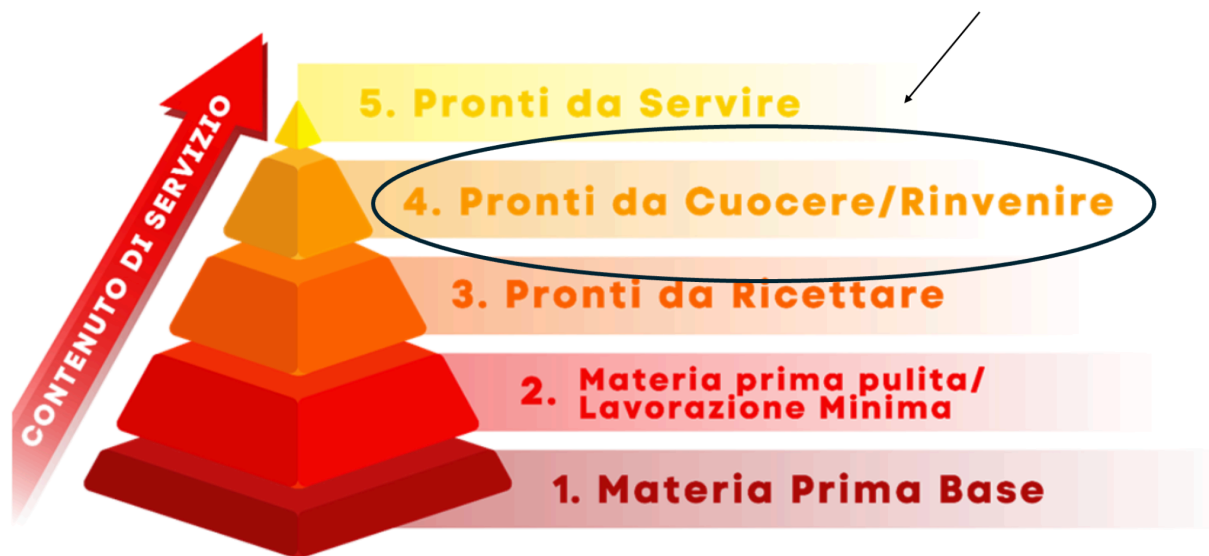 CONTENUTO DI SERVIZIO
5. Pronti da Servire
4. Pronti da Cuocere/Rinvenire
3. Pronti da Ricettare
2. Materia prima pulita/
Lavorazione Minima
1. Materia Prima Base